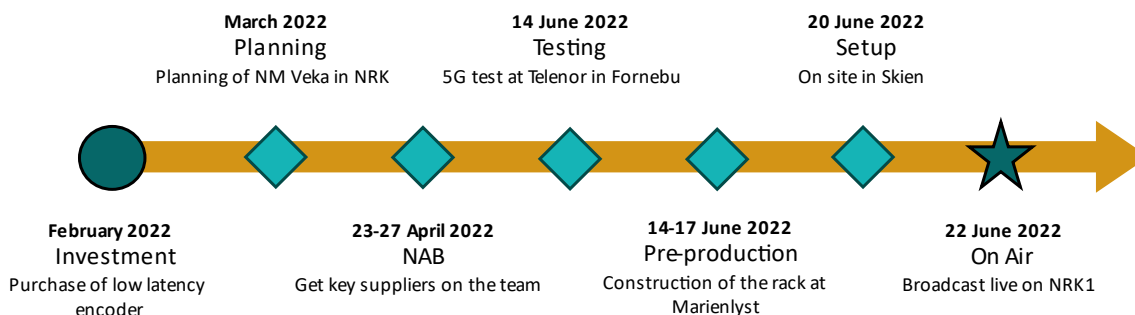 March 2022
Planning
Planning of NM Veka in NRK
14 June 2022
Testing
5G test at Telenor in Fornebu
20 June 2022
Setup
On site in Skien
February 2022
Investment
Purchase of low latency
encoder
23-27 April 2022
NAB
Get key suppliers on the team
14-17 June 2022
Pre-production
Construction of the rack at
Marienlyst
22 June 2022
On Air
Broadcast live on NRK1